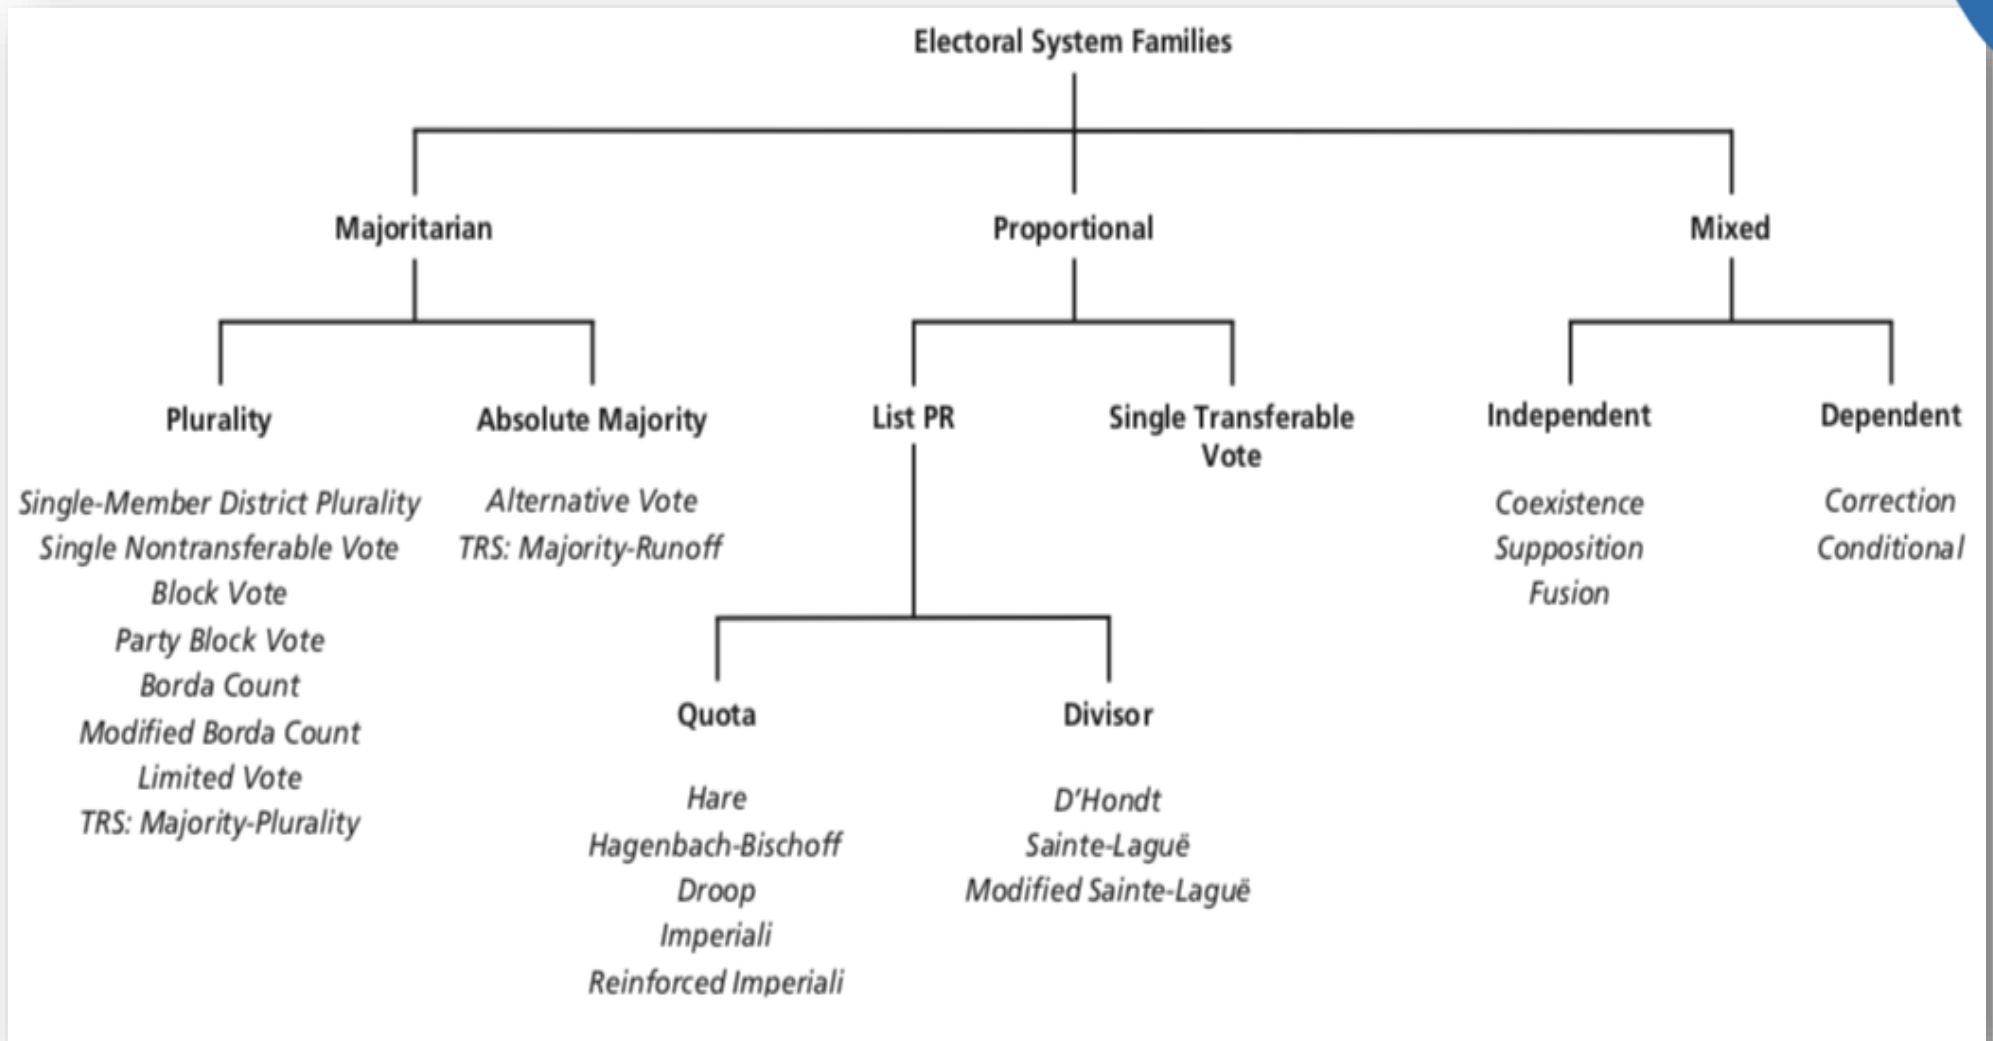 Electoral System Families
Majoritarian
Proportional
Mixed
Plurality
Absolute Majority
List PR
Single Transferable
Vote
Independent
Dependent
Single-Member District Plurality
Single Nontransferable Vote
Block Vote
Party Block Vote
Borda Count
Modified Borda Count
Limited Vote
TRS: Majority-Plurality
Alternative Vote
TRS: Majority-Runoff
Coexistence
Supposition
Fusion
Correction
Conditional
Quota
Divisor
Hare
Hagenbach-Bischoff
Droop
Imperiali
Reinforced Imperiali
D'Hondt
Sainte-Laguë
Modified Sainte-Laguë